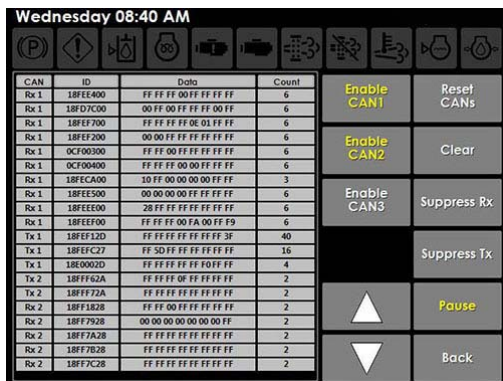 Wednesday 08:40 AM
(P)
CAN ID Data Count
Rx 1 18FEE400 FF FF FF 00 FF FF FF FF 6
Rx 1 18FD7C00 00 FF 00 FF FF FF 00 FF 6
Rx 1 18FEF700 FF FF FF FF 0E 01 FF FF 6
Rx 1 18FEF200 00 00 FF FF FF FF FF FF 6
Rx 1 0CF00300 FF FF 00 FF FF FF FF FF 6
Rx 1 0CF00400 FF FF FF 00 00 FF FF FF 6
Rx 1 18FECA00 10 FF 00 00 00 00 FF FF 3
Rx 1 18FEE500 00 00 00 00 FF FF FF FF 6
Rx 1 18FEEE00 28 FF FF FF FF FF FF FF 6
Rx 1 18FEEF00 FF FF FF 00 FA 00 FF F9 6
Tx 1 18FEF12D FF FF FF FF FF FF FF 3F 40
Tx 1 18FEFC27 FF 5D FF FF FF FF FF FF 16
Tx 1 18E0002D FF FF FF FF FF F0 FF FF 4
Tx 2 18FFF62A FF FF FF 0F FF FF FF FF 2
Tx 2 18FFF72A FF FF FF FF FF FF FF FF 2
Rx 2 18FF1828 FF FF 00 FF FF FF FF FF 2
Rx 2 18FF7928 00 00 00 00 00 00 00 FF 2
Rx 2 18FF7A28 FF FF FF FF FF FF FF FF 2
Rx 2 18FF7B28 FF FF FF FF FF FF FF FF 2
Rx 2 18FF7C28 FF FF FF FF FF FF FF FF 2
Enable
CAN1
Reset
CANs
Enable
CAN2
Clear
Enable
CAN3
Suppress Rx
Suppress Tx
Pause
Back